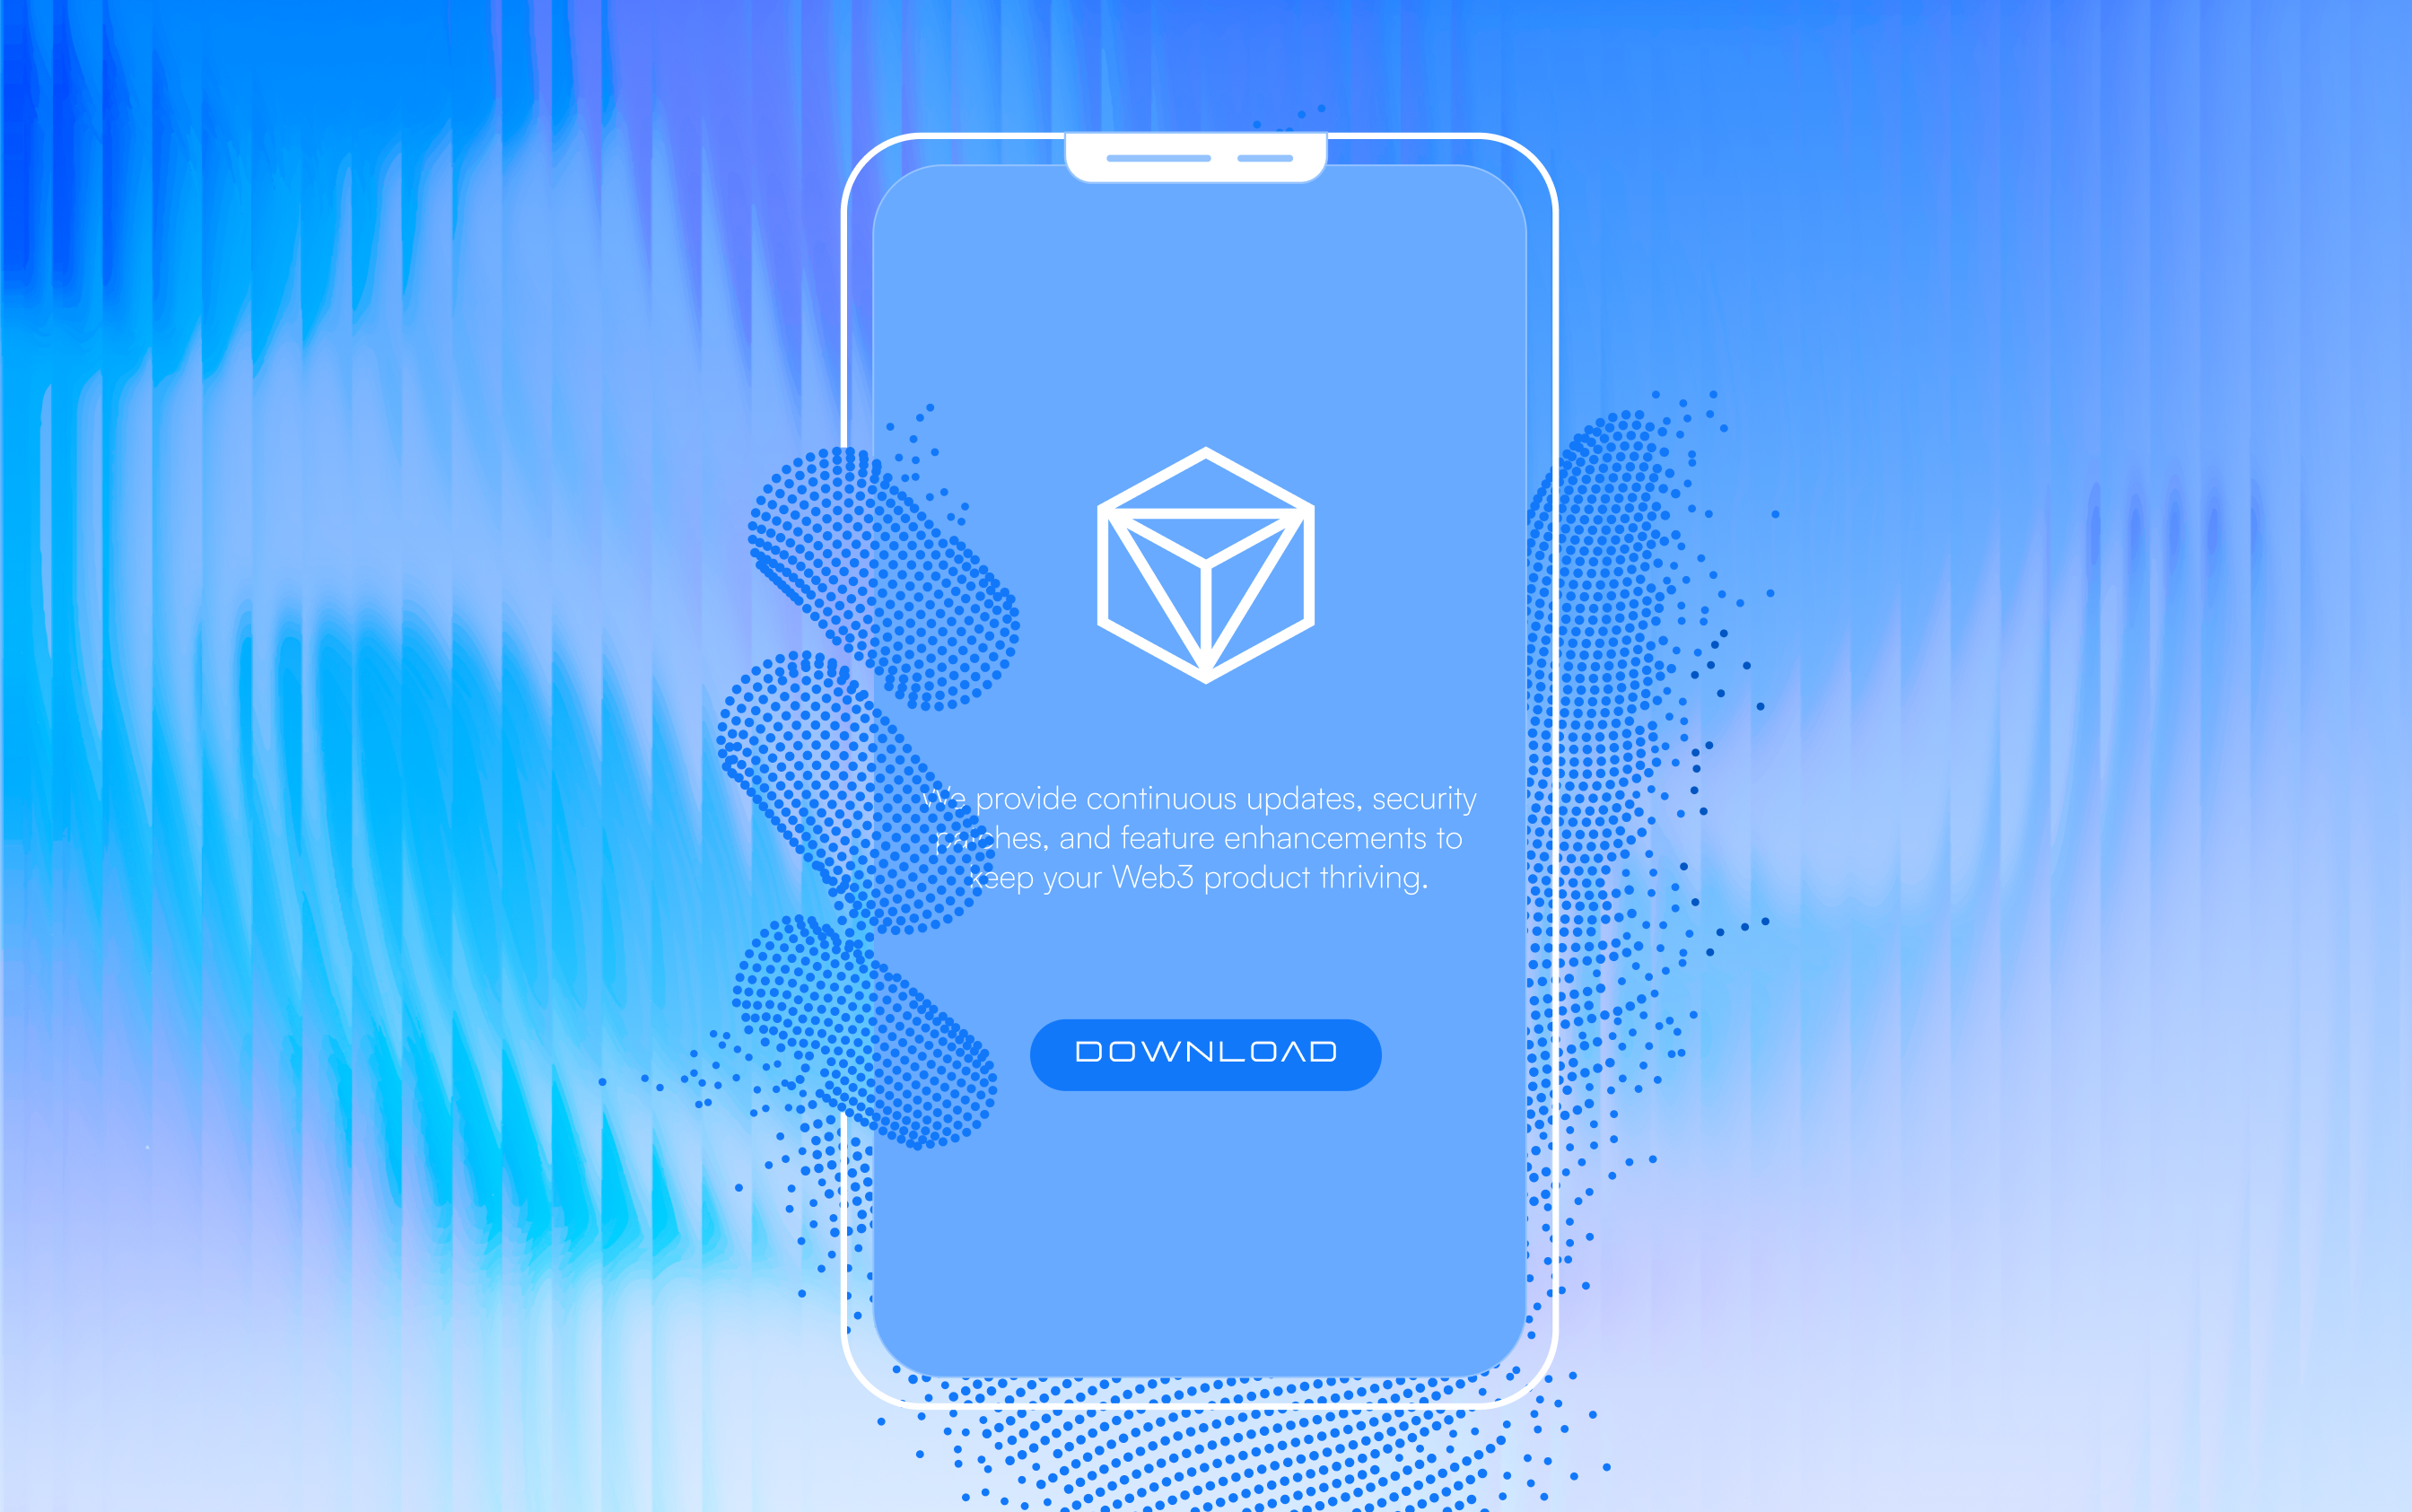 We provide continuous updates, security
patches, and feature enhancements to
keep your Web3 product thriving.
DOWNLOAD